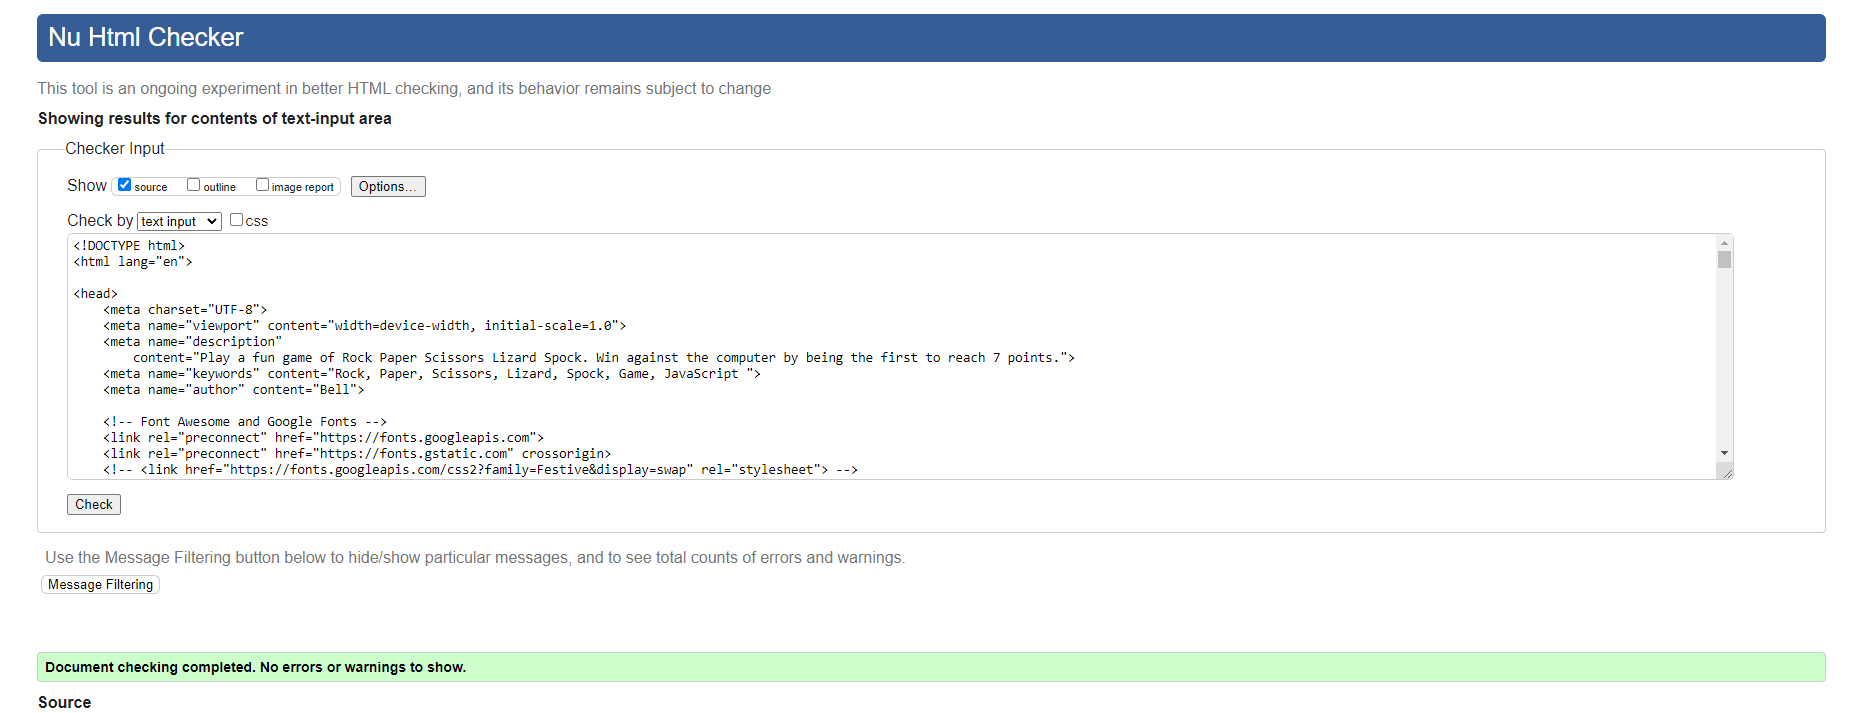 Nu Html Checker
This tool is an ongoing experiment in better HTML checking, and its behavior remains subject to change
Showing results for contents of text-input area
Checker Input
Show source outline image report Options...
Check by text input css
<!DOCTYPE html>
<html lang="en">
<head>
<meta charset="UTF-8">
<meta name="viewport" content="width=device-width, initial-scale=1.0">
<meta name="description"
content="Play a fun game of Rock Paper Scissors Lizard Spock. Win against the computer by being the first to reach 7 points.">
<meta name="keywords" content="Rock, Paper, Scissors, Lizard, Spock, Game, JavaScript ">
<meta name="author" content="Bell">
<!-- Font Awesome and Google Fonts -->
<link rel="preconnect" href="https://fonts.googleapis.com">
<link rel="preconnect" href="https://fonts.gstatic.com" crossorigin>
<!-- <link href="https://fonts.googleapis.com/css2?family=Festive&display=swap" rel="stylesheet"> -->
Check
Use the Message Filtering button below to hide/show particular messages, and to see total counts of errors and warnings.
Message Filtering
Document checking completed. No errors or warnings to show.
Source